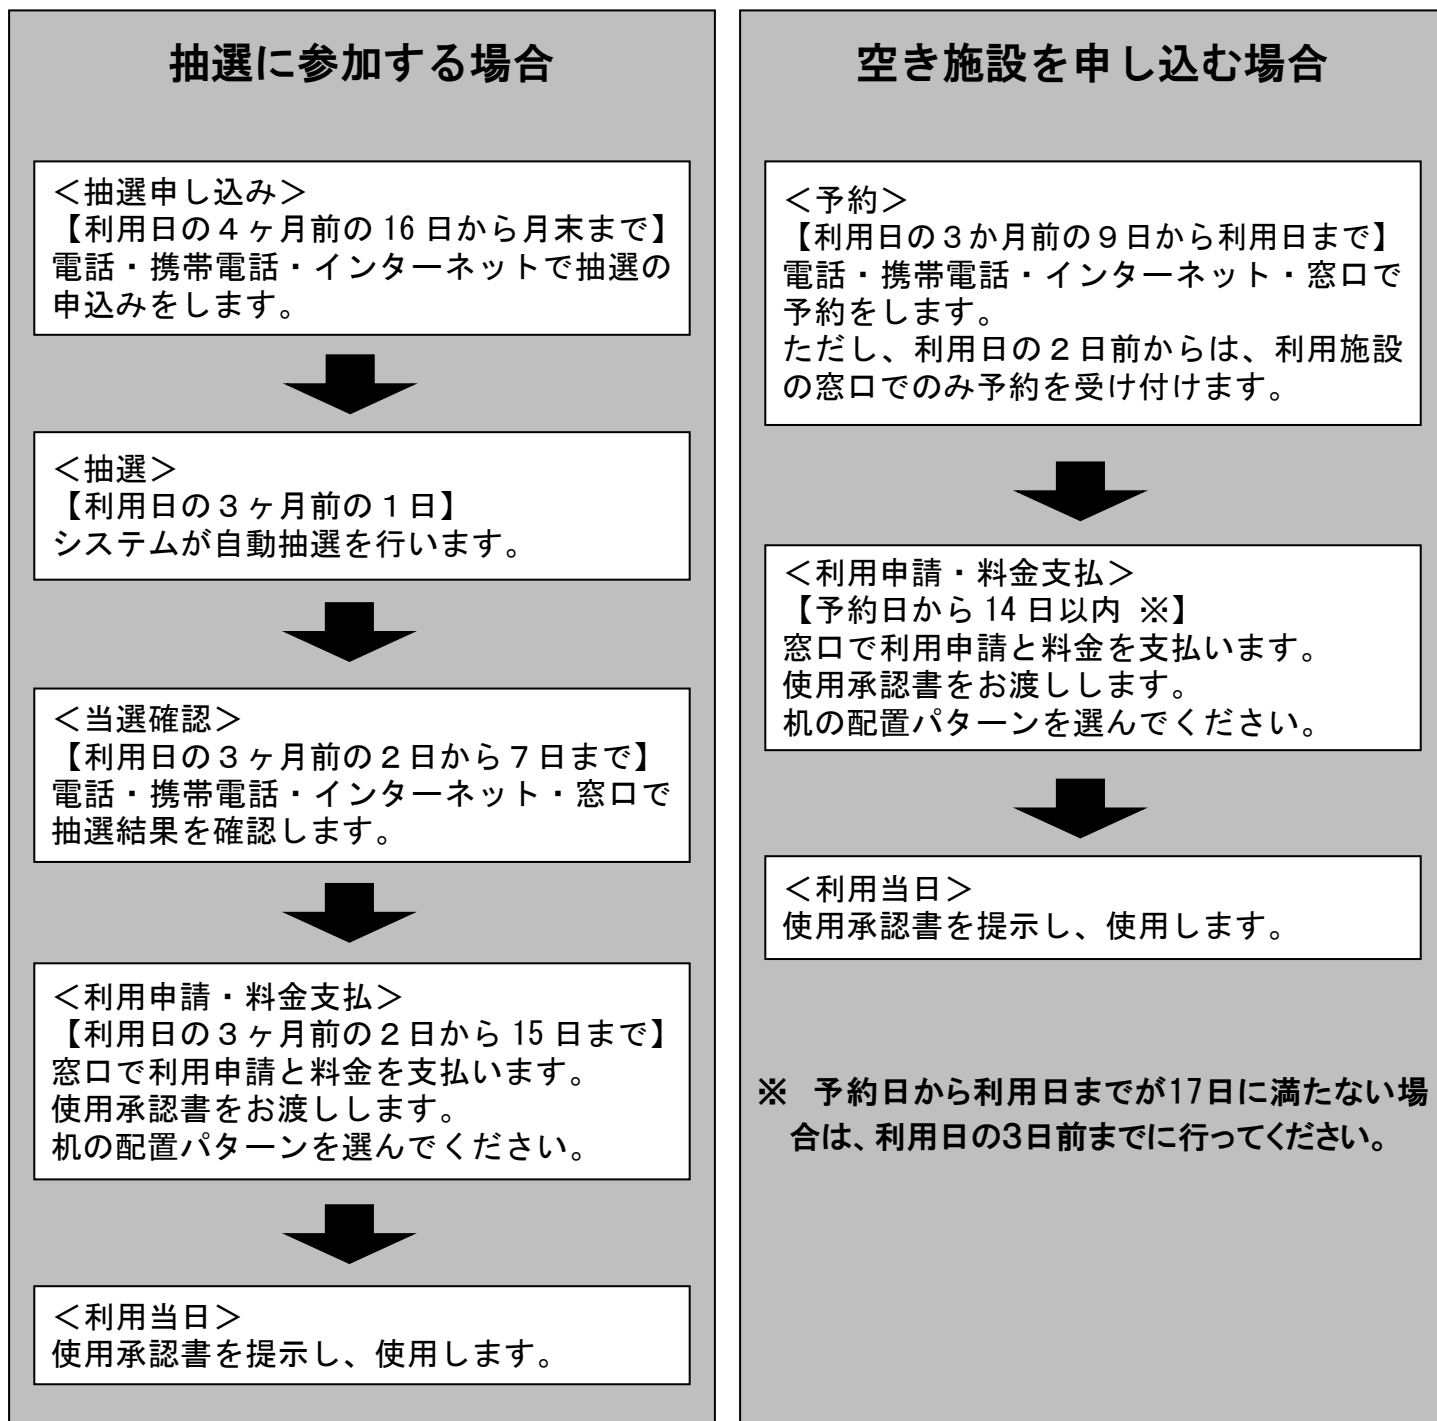 抽選に参加する場合
＜抽選申し込み＞
【利用日の４ヶ月前の 16 日から月末まで】
電話・携帯電話・インターネットで抽選の
申込みをします。
＜抽選＞
【利用日の３ヶ月前の１日】
システムが自動抽選を行います。
＜当選確認＞
【利用日の３ヶ月前の２日から７日まで】
電話・携帯電話・インターネット・窓口で
抽選結果を確認します。
＜利用申請・料金支払＞
【利用日の３ヶ月前の２日から 15 日まで】
窓口で利用申請と料金を支払います。
使用承認書をお渡しします。
机の配置パターンを選んでください。
＜利用当日＞
使用承認書を提示し、使用します。
空き施設を申し込む場合
＜予約＞
【利用日の３か月前の９日から利用日まで】
電話・携帯電話・インターネット・窓口で
予約をします。
ただし、利用日の２日前からは、利用施設
の窓口でのみ予約を受け付けます。
＜利用申請・料金支払＞
【予約日から 14 日以内 ※】
窓口で利用申請と料金を支払います。
使用承認書をお渡しします。
机の配置パターンを選んでください。
＜利用当日＞
使用承認書を提示し、使用します。
※　予約日から利用日までが17日に満たない場
合は、利用日の3日前までに行ってください。